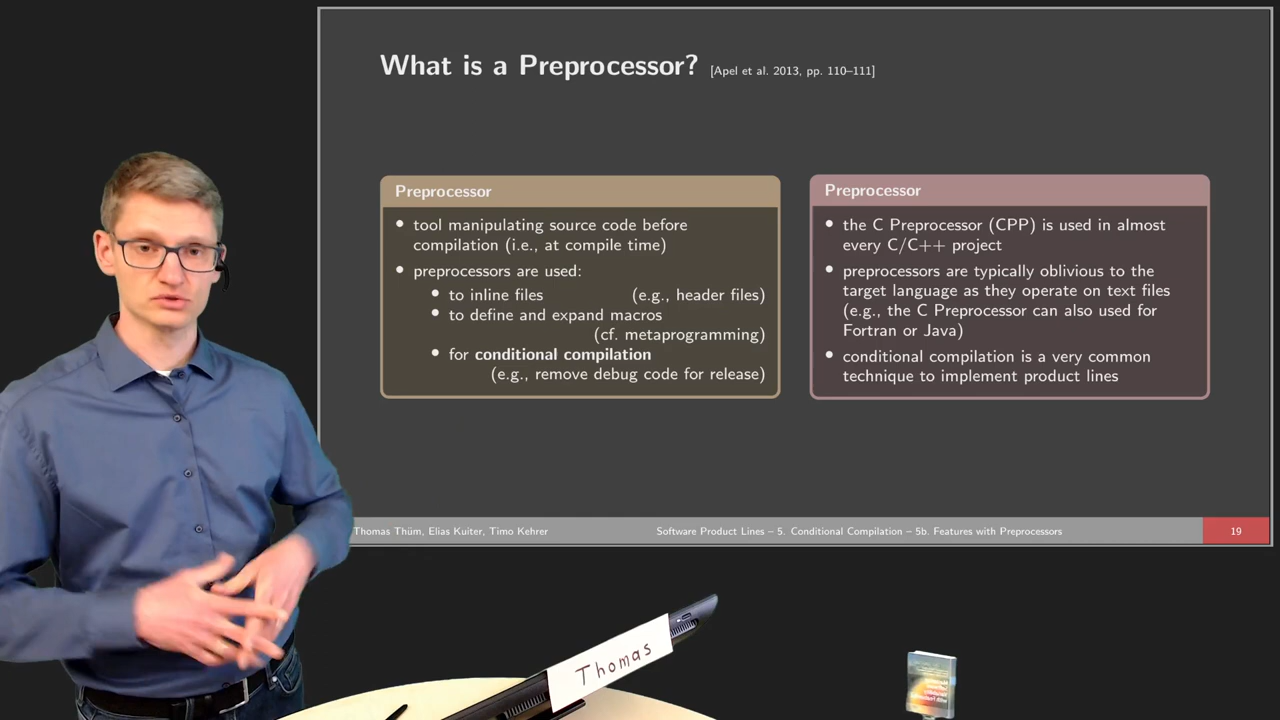 What is a Preprocessor? [Apel et al. 2013, pp. 110–111]
Preprocessor
• tool manipulating source code before
compilation (i.e., at compile time)
• preprocessors are used:
• to inline files (e.g., header files)
• to define and expand macros
(cf. metaprogramming)
• for conditional compilation
(e.g., remove debug code for release)
Preprocessor
• the C Preprocessor (CPP) is used in almost
every C/C++ project
• preprocessors are typically oblivious to the
target language as they operate on text files
(e.g., the C Preprocessor can also used for
Fortran or Java)
• conditional compilation is a very common
technique to implement product lines
Thomas Thüm, Elias Kuiter, Timo Kehrer Software Product Lines – 5. Conditional Compilation – 5b. Features with Preprocessors 19
Thomas